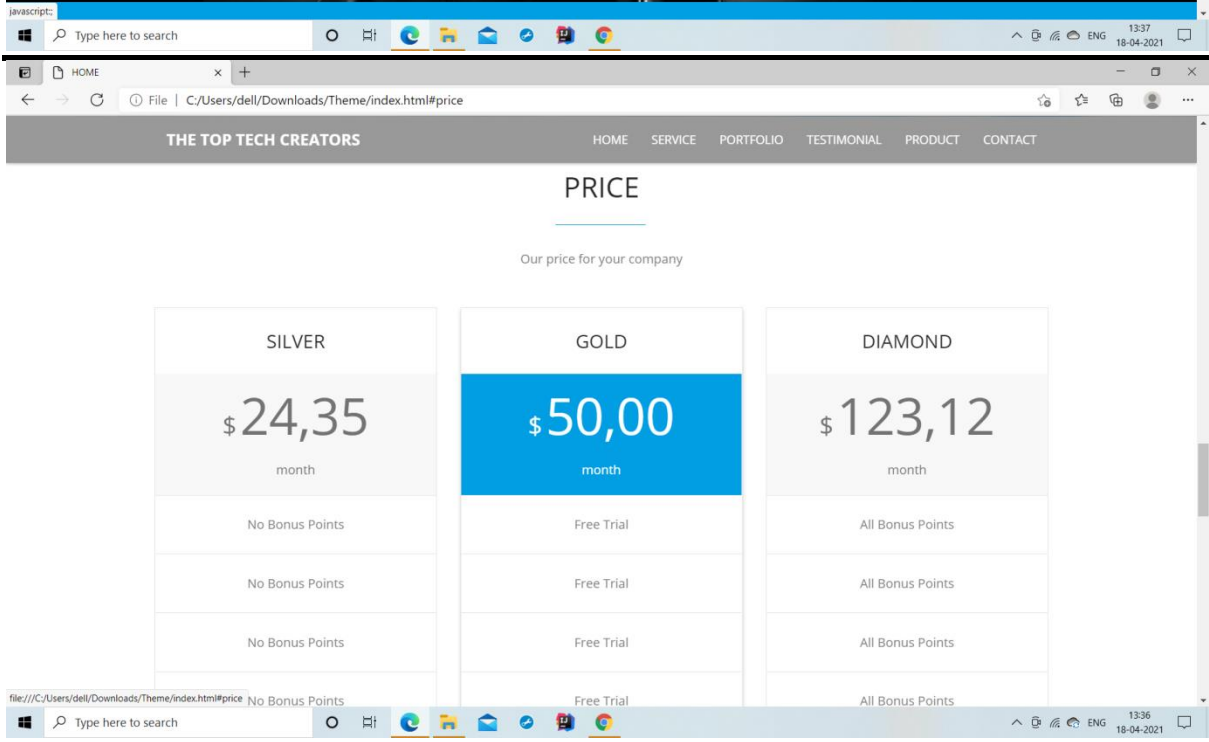 javascript:;
Type here to search
ENG
13:37
18-04-2021
HOME
File | C:/Users/dell/Downloads/Theme/index.html#price
THE TOP TECH CREATORS HOME SERVICE PORTFOLIO TESTIMONIAL PRODUCT CONTACT
PRICE
Our price for your company
SILVER GOLD DIAMOND
$24,35 $50,00 $123,12
month month month
No Bonus Points Free Trial All Bonus Points
No Bonus Points Free Trial All Bonus Points
No Bonus Points Free Trial All Bonus Points
No Bonus Points Free Trial All Bonus Points
file:///C:/Users/dell/Downloads/Theme/index.html#price
Type here to search
ENG
13:36
18-04-2021